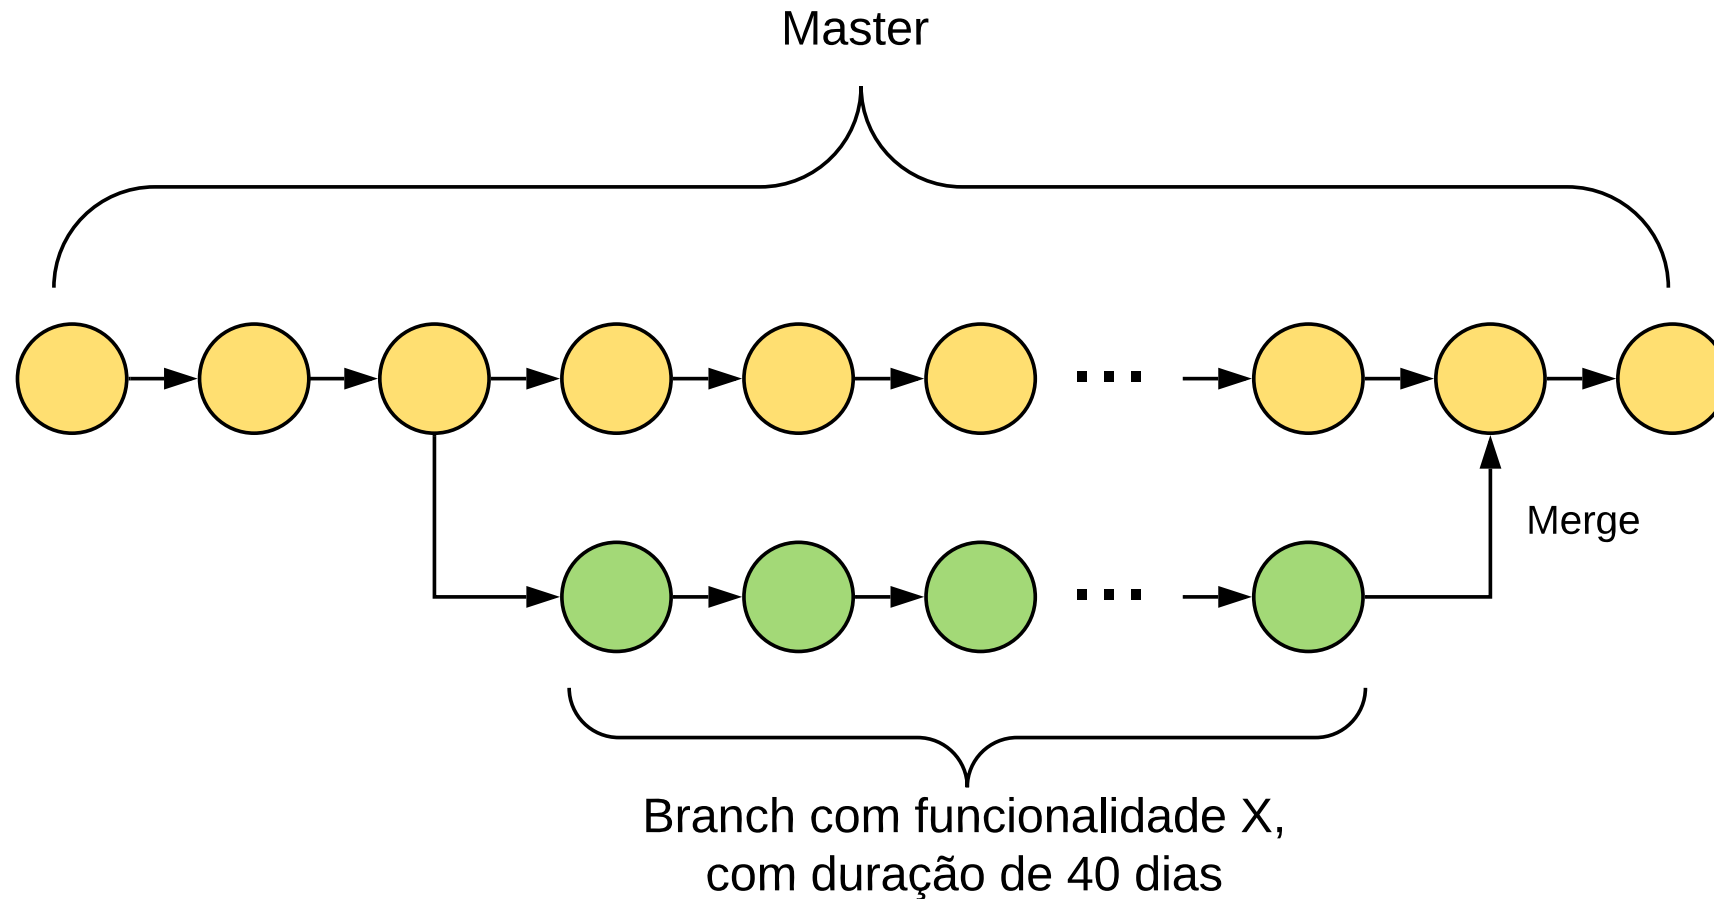 Master
Merge
Branch com funcionalidade X,
com duração de 40 dias